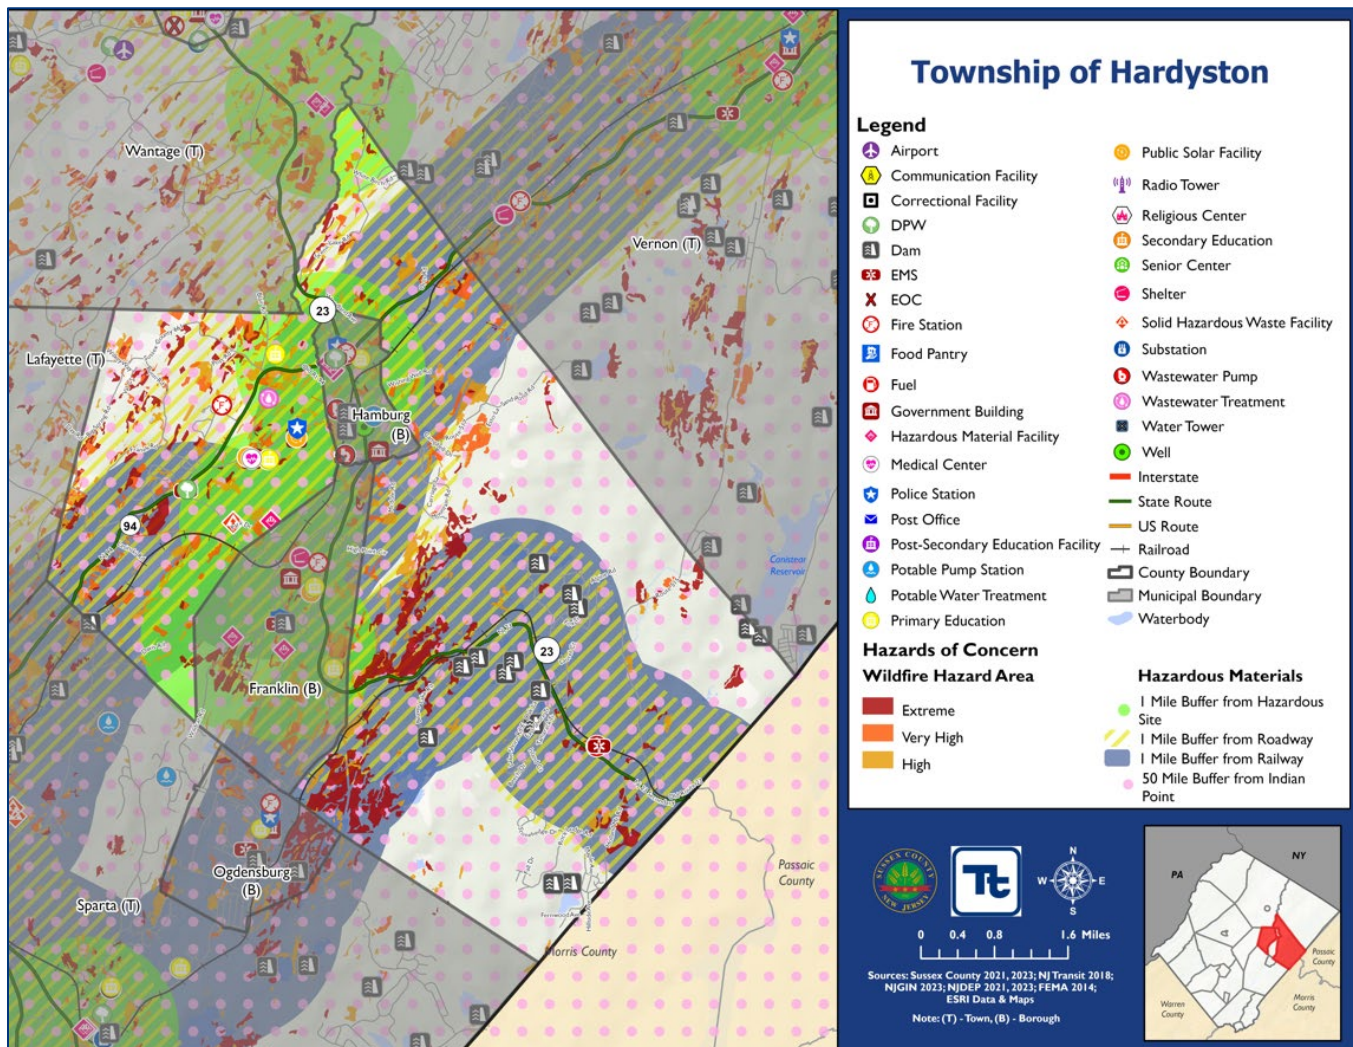 Township of Hardyston
Legend
Airport
Communication Facility
Correctional Facility
DPW
Dam
EMS
EOC
Fire Station
Food Pantry
Fuel
Government Building
Hazardous Material Facility
Medical Center
Police Station
Post Office
Post-Secondary Education Facility
Potable Pump Station
Potable Water Treatment
Primary Education
Public Solar Facility
Radio Tower
Religious Center
Secondary Education
Senior Center
Shelter
Solid Hazardous Waste Facility
Substation
Wastewater Pump
Wastewater Treatment
Water Tower
Well
Interstate
State Route
US Route
Railroad
County Boundary
Municipal Boundary
Waterbody
Hazards of Concern
Wildfire Hazard Area
Extreme
Very High
High
Hazardous Materials
1 Mile Buffer from Hazardous
Site
1 Mile Buffer from Roadway
1 Mile Buffer from Railway
50 Mile Buffer from Indian
Point
Wantage (T)
Vernon (T)
Lafayette (T)
23
Hamburg
(B)
94
Canistear
Reservoir
23
Franklin (B)
Ogdensburg
(B)
Sparta (T)
Passaic
County
Morris County
SUSSEX COUNTY
NEW JERSEY
Tt
N
W
E
S
0 0.4 0.8 1.6 Miles
Sources: Sussex County 2021, 2023; NJ Transit 2018;
NJGIN 2023; NJDEP 2021, 2023; FEMA 2014;
ESRI Data & Maps
Note: (T) - Town, (B) - Borough
NY
PA
Passaic
County
Morris
County
Warren
County